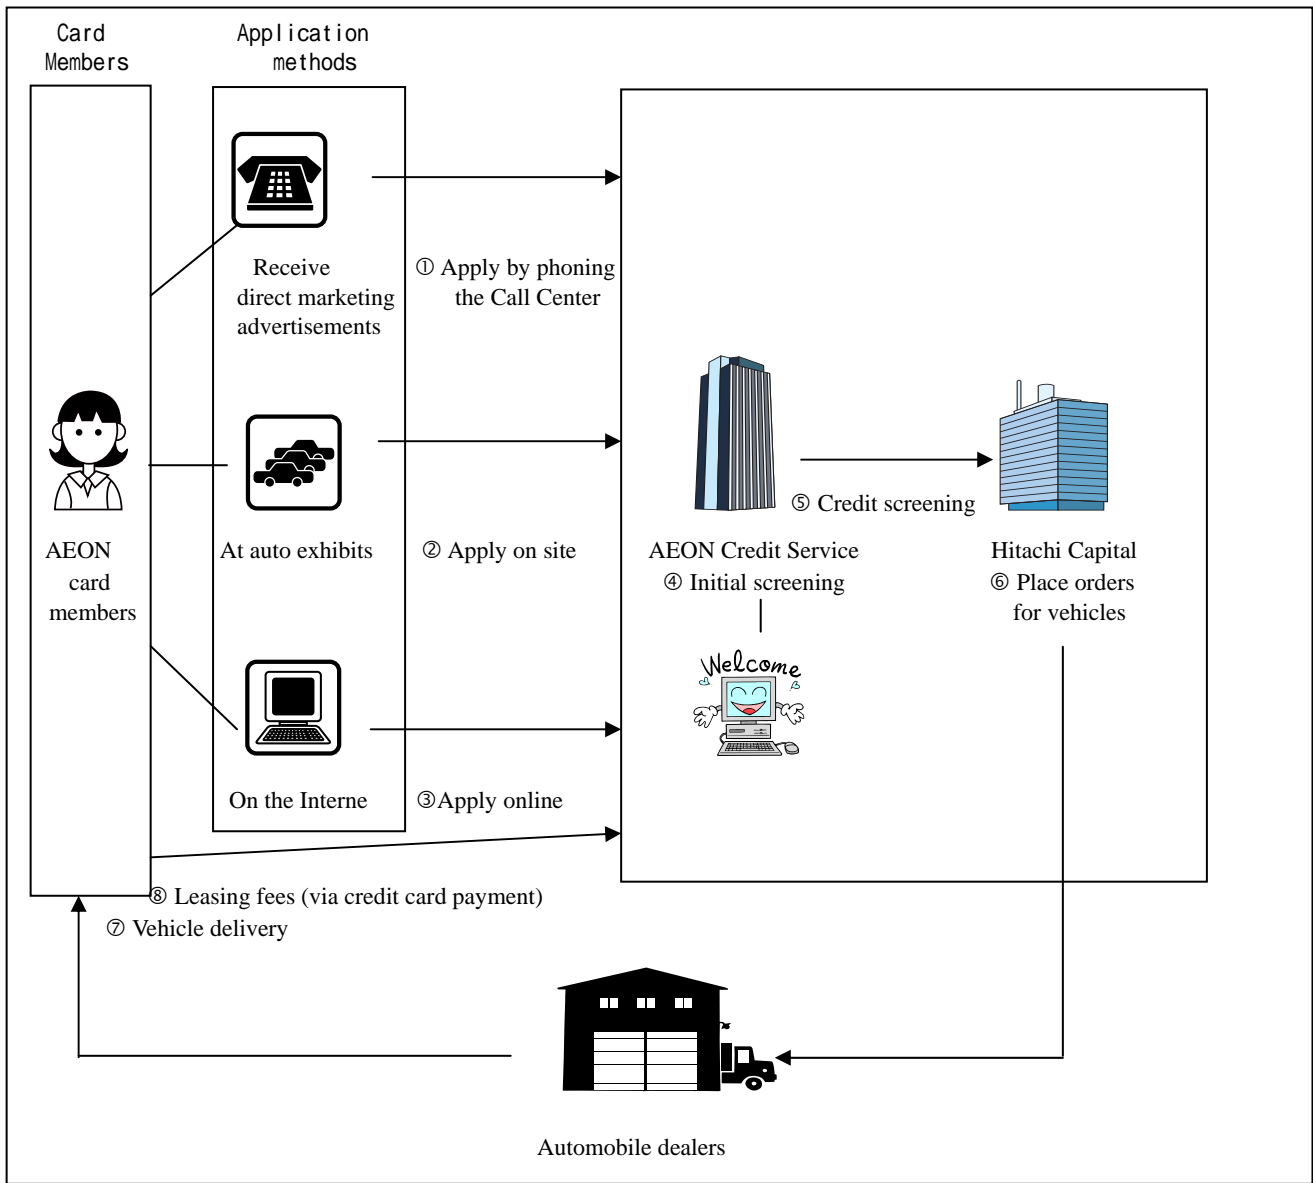 Card
Members
Application
methods
Receive
direct marketing
advertisements
① Apply by phoning
the Call Center
AEON
card
members
At auto exhibits
② Apply on site
⑤ Credit screening
AEON Credit Service
④ Initial screening
Hitachi Capital
⑥ Place orders
for vehicles
Welcome
On the Interne
③Apply online
⑧ Leasing fees (via credit card payment)
⑦ Vehicle delivery
Automobile dealers